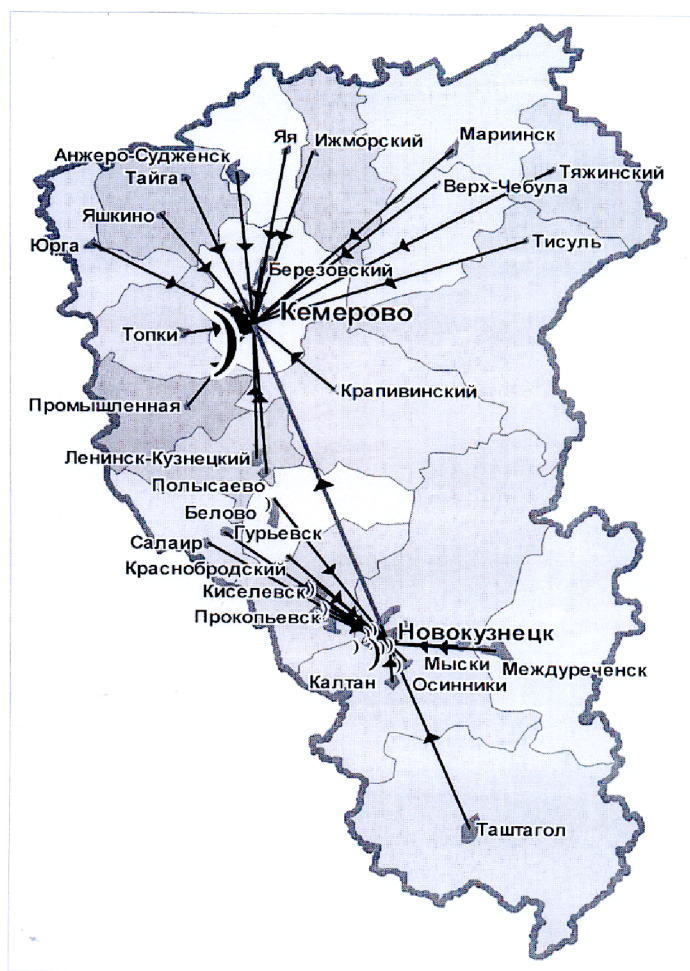 Яя
Ижморский
Мариинск
Анжеро-Судженск
Тайга
Тяжинский
Верх-Чебула
Яшкино
Юрга
Тисуль
Березовский
Кемерово
Топки
Крапивинский
Промышленная
Ленинск-Кузнецкий
Полысаево
Белово
Гурьевск
Салаир
Краснобродский
Киселевск
Прокопьевск
Новокузнецк
Мыски
Междуреченск
Калтан
Осинники
Таштагол